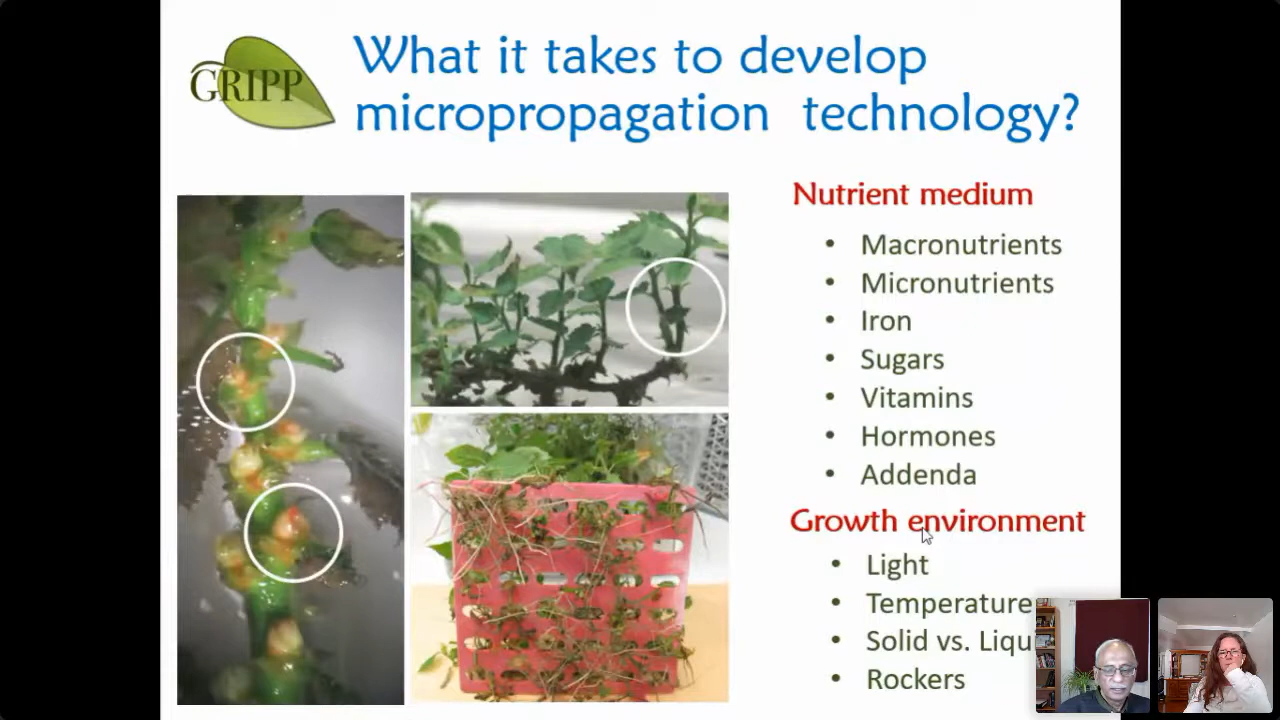 GRIPP
What it takes to develop
micropropagation technology?
Nutrient medium
• Macronutrients
• Micronutrients
• Iron
• Sugars
• Vitamins
• Hormones
• Addenda
Growth environment
• Light
• Temperature
• Solid vs. Liqu
• Rockers